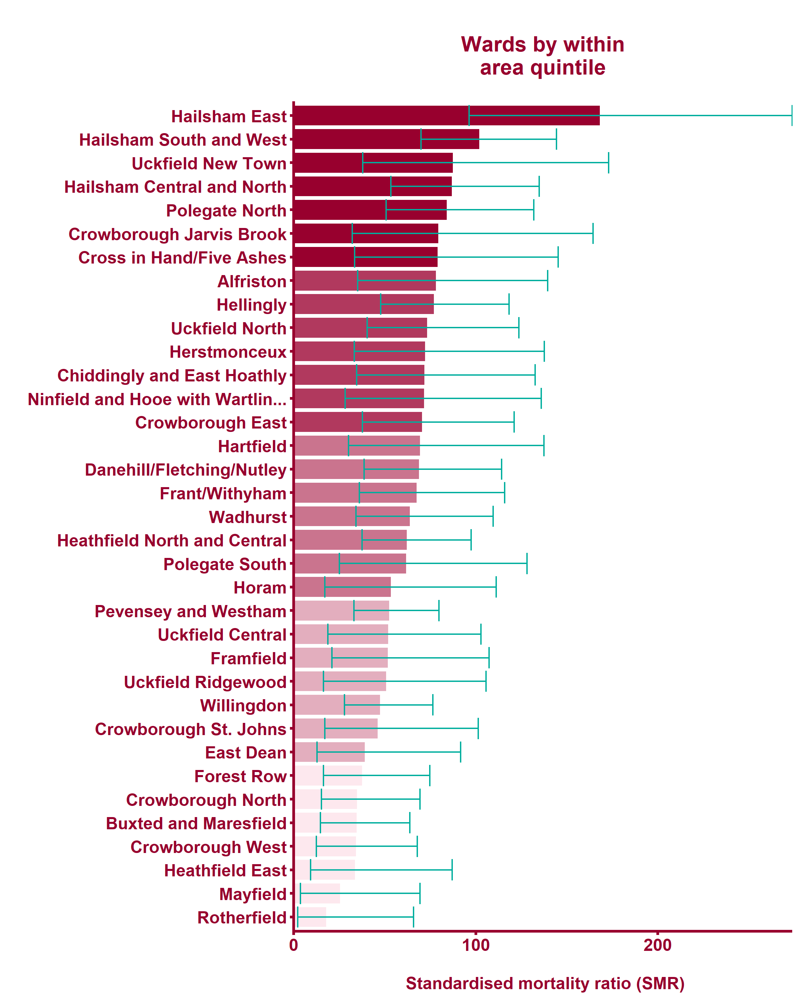 Wards by within
area quintile
Hailsham East
Hailsham South and West
Uckfield New Town
Hailsham Central and North
Polegate North
Crowborough Jarvis Brook
Cross in Hand/Five Ashes
Alfriston
Hellingly
Uckfield North
Herstmonceux
Chiddingly and East Hoathly
Ninfield and Hooe with Wartlin...
Crowborough East
Hartfield
Danehill/Fletching/Nutley
Frant/Withyham
Wadhurst
Heathfield North and Central
Polegate South
Horam
Pevensey and Westham
Uckfield Central
Framfield
Uckfield Ridgewood
Willingdon
Crowborough St. Johns
East Dean
Forest Row
Crowborough North
Buxted and Maresfield
Crowborough West
Heathfield East
Mayfield
Rotherfield
0 100 200
Standardised mortality ratio (SMR)